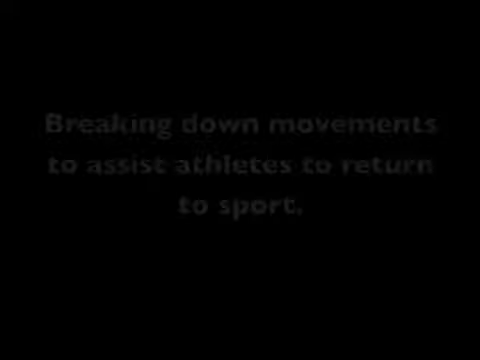 Breaking down movements
to assist athletes to return
to sport.